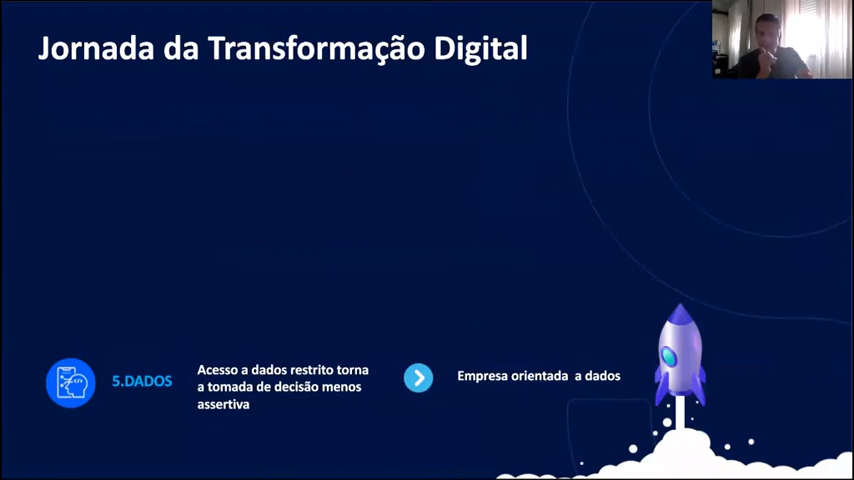 Jornada da Transformação Digital
5.DADOS
Acesso a dados restrito torna
a tomada de decisão menos
assertiva
Empresa orientada a dados